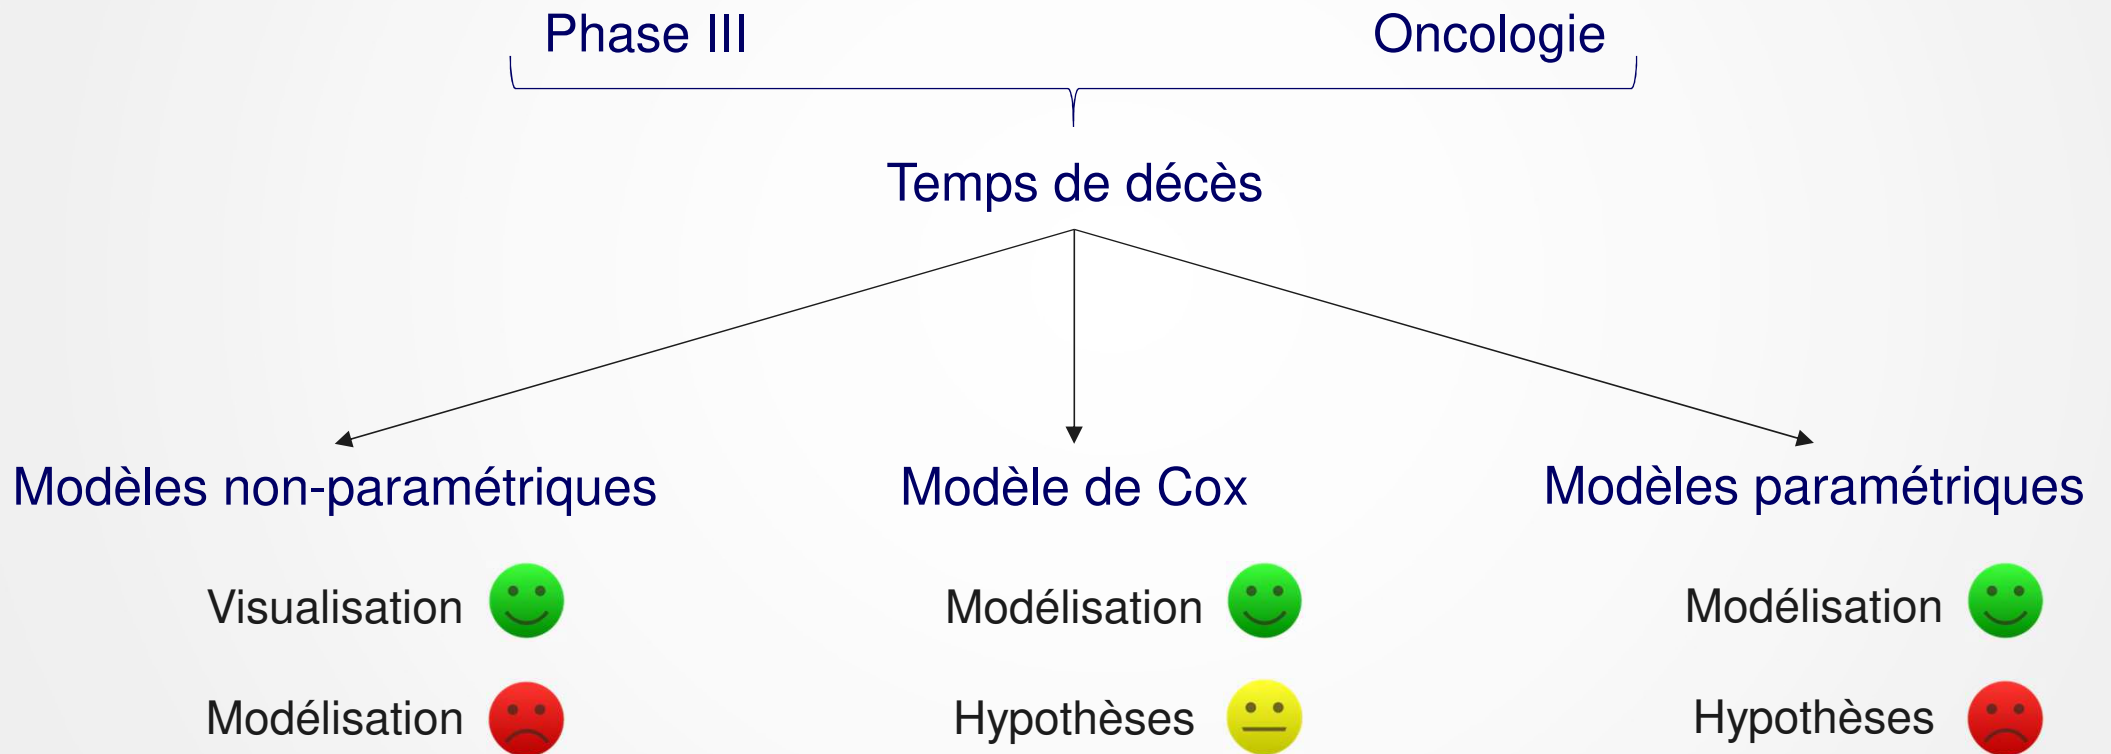 Phase III Oncologie
Temps de décès
Modèles non-paramétriques Modèle de Cox Modèles paramétriques
Visualisation Modélisation Modélisation
Modélisation Hypothèses Hypothèses